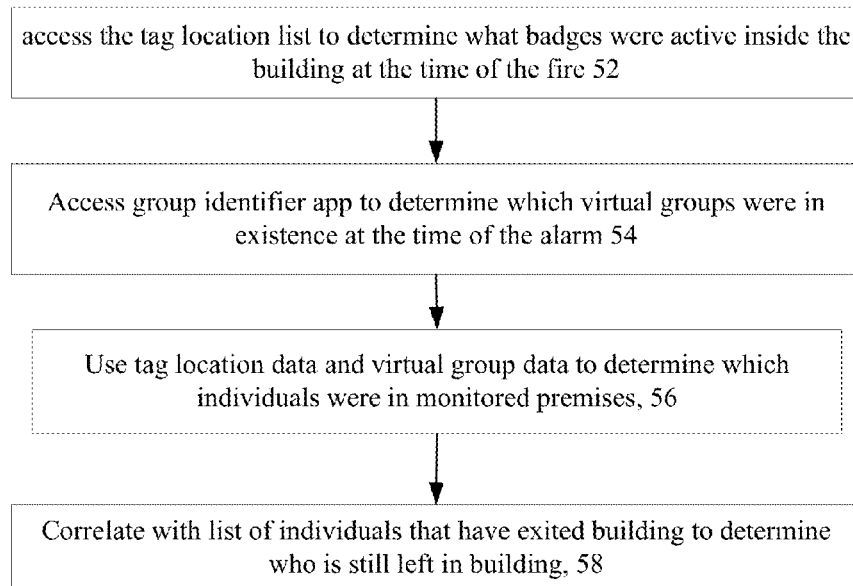 access the tag location list to determine what badges were active inside the
building at the time of the fire 52
Access group identifier app to determine which virtual groups were in
existence at the time of the alarm 54
Use tag location data and virtual group data to determine which
individuals were in monitored premises, 56
Correlate with list of individuals that have exited building to determine
who is still left in building, 58